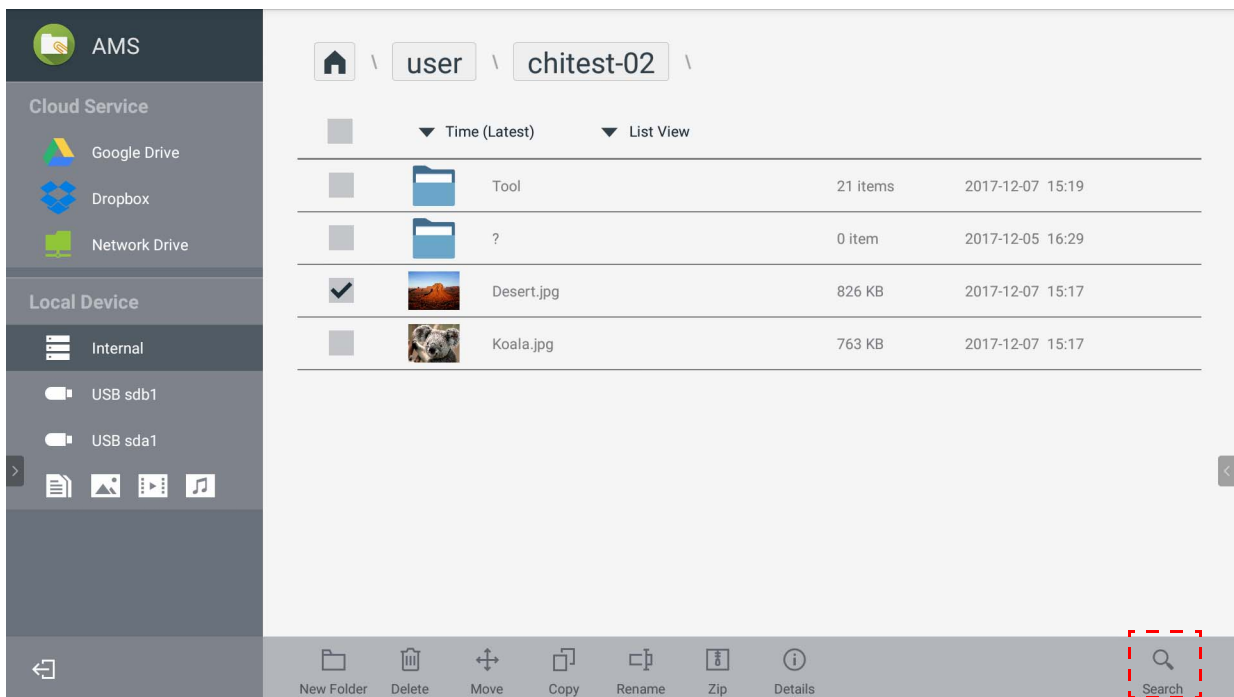 AMS
Cloud Service
Google Drive
Dropbox
Network Drive
Local Device
Internal
USB sdb1
USB sda1
\ user \ chitest-02 \
Time (Latest) List View
Tool 21 items 2017-12-07 15:19
? 0 item 2017-12-05 16:29
Desert.jpg 826 KB 2017-12-07 15:17
Koala.jpg 763 KB 2017-12-07 15:17
New Folder Delete Move Copy Rename Zip Details Search